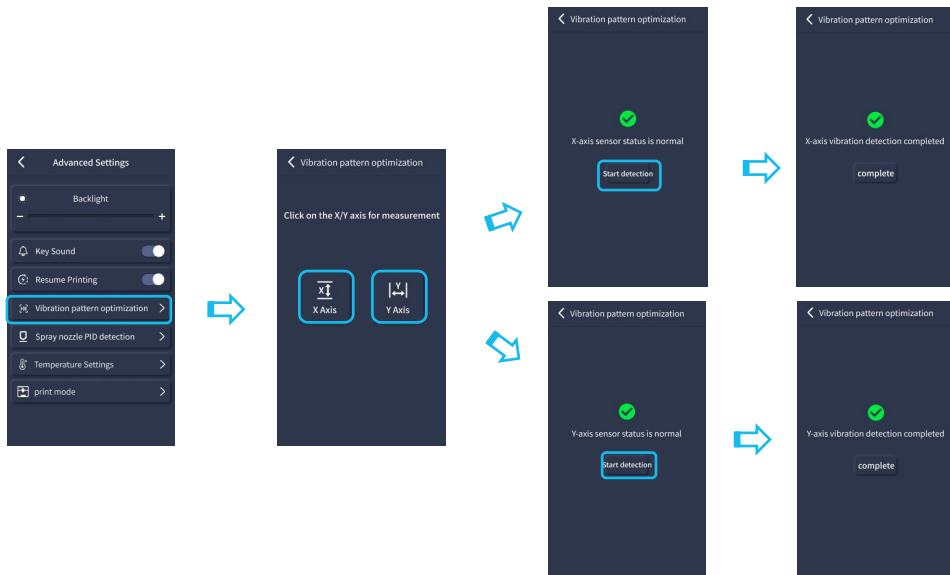 Advanced Settings
Backlight
Key Sound
Resume Printing
Vibration pattern optimization
Spray nozzle PID detection
Temperature Settings
print mode
Vibration pattern optimization
Click on the X/Y axis for measurement
X
X Axis
Y
Y Axis
Vibration pattern optimization
X-axis sensor status is normal
Start detection
Vibration pattern optimization
X-axis vibration detection completed
complete
Vibration pattern optimization
Y-axis sensor status is normal
Start detection
Vibration pattern optimization
Y-axis vibration detection completed
complete